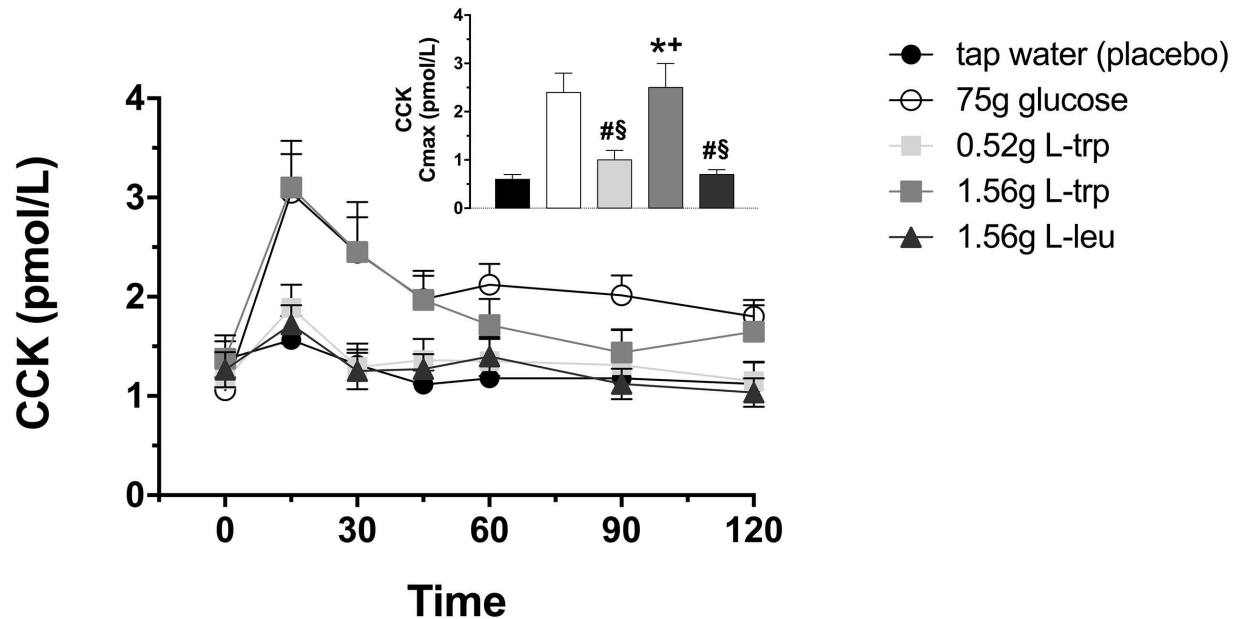 4
3
2
1
0
CCK
Cmax (pmol/L)
#§
*+
#§
tap water (placebo)
75g glucose
0.52g L-trp
1.56g L-trp
1.56g L-leu
4
3
2
1
0
CCK (pmol/L)
0 30 60 90 120
Time